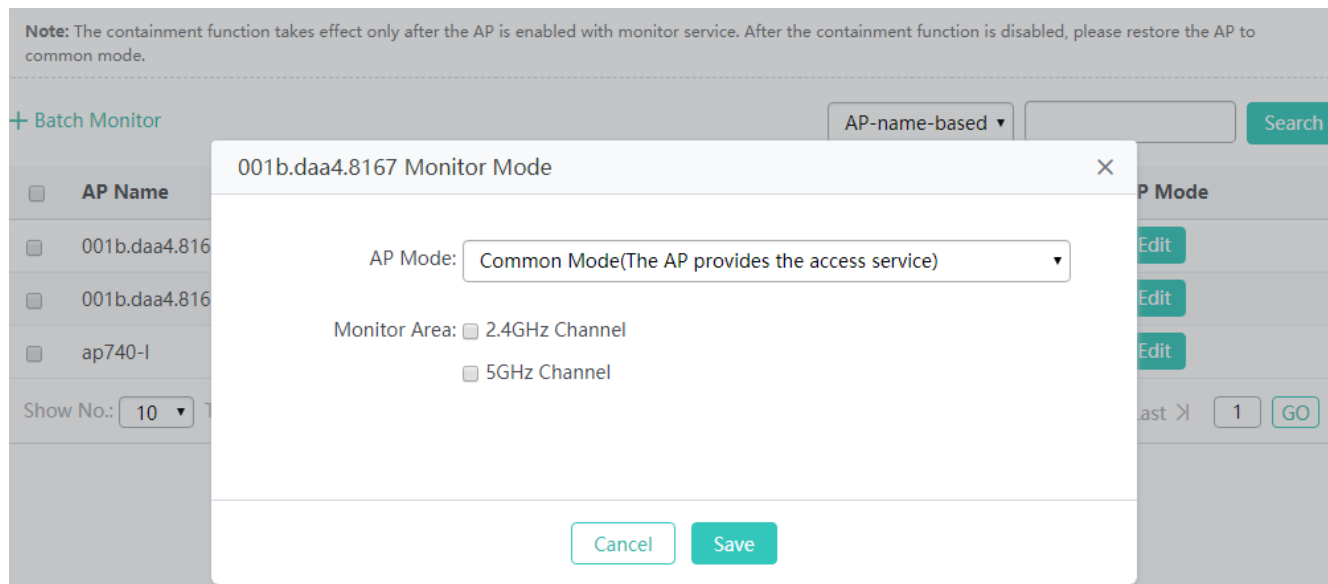 Note: The containment function takes effect only after the AP is enabled with monitor service. After the containment function is disabled, please restore the AP to
common mode.
+ Batch Monitor
AP-name-based
Search
001b.daa4.8167 Monitor Mode
AP Name
P Mode
AP Mode: Common Mode(The AP provides the access service)
001b.daa4.816
Edit
001b.daa4.816
Edit
Monitor Area: 2.4GHz Channel
ap740-I
Edit
5GHz Channel
Show No.: 10
Last
1
GO
Cancel
Save